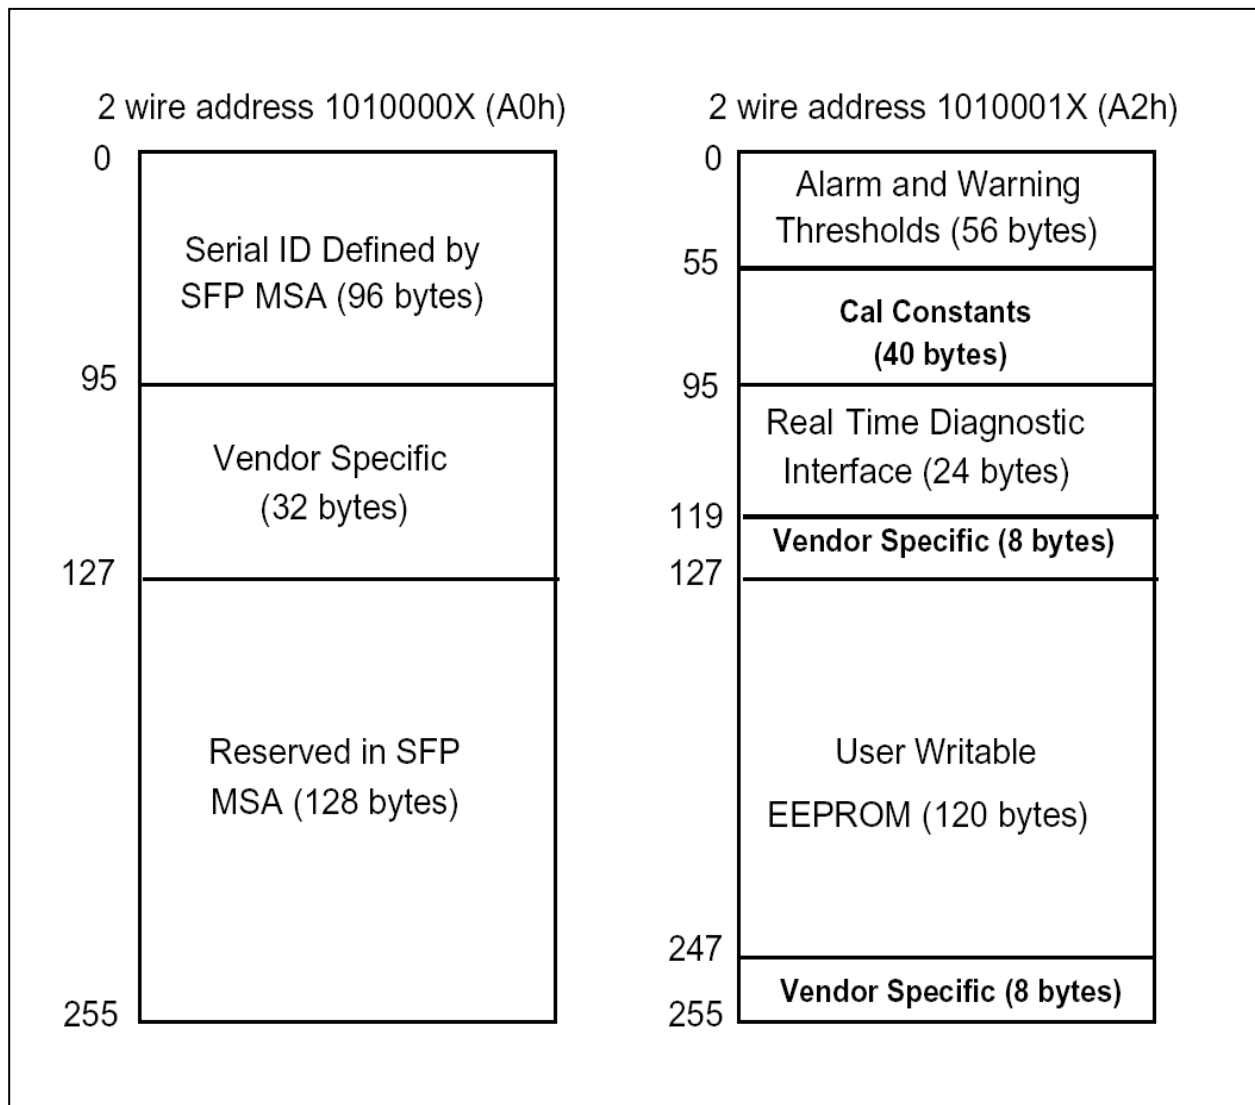 2 wire address 1010000X (A0h)
0
Serial ID Defined by
SFP MSA (96 bytes)
95
Vendor Specific
(32 bytes)
127
Reserved in SFP
MSA (128 bytes)
255
2 wire address 1010001X (A2h)
0
Alarm and Warning
Thresholds (56 bytes)
55
Cal Constants
(40 bytes)
95
Real Time Diagnostic
Interface (24 bytes)
119
Vendor Specific (8 bytes)
127
User Writable
EEPROM (120 bytes)
247
Vendor Specific (8 bytes)
255